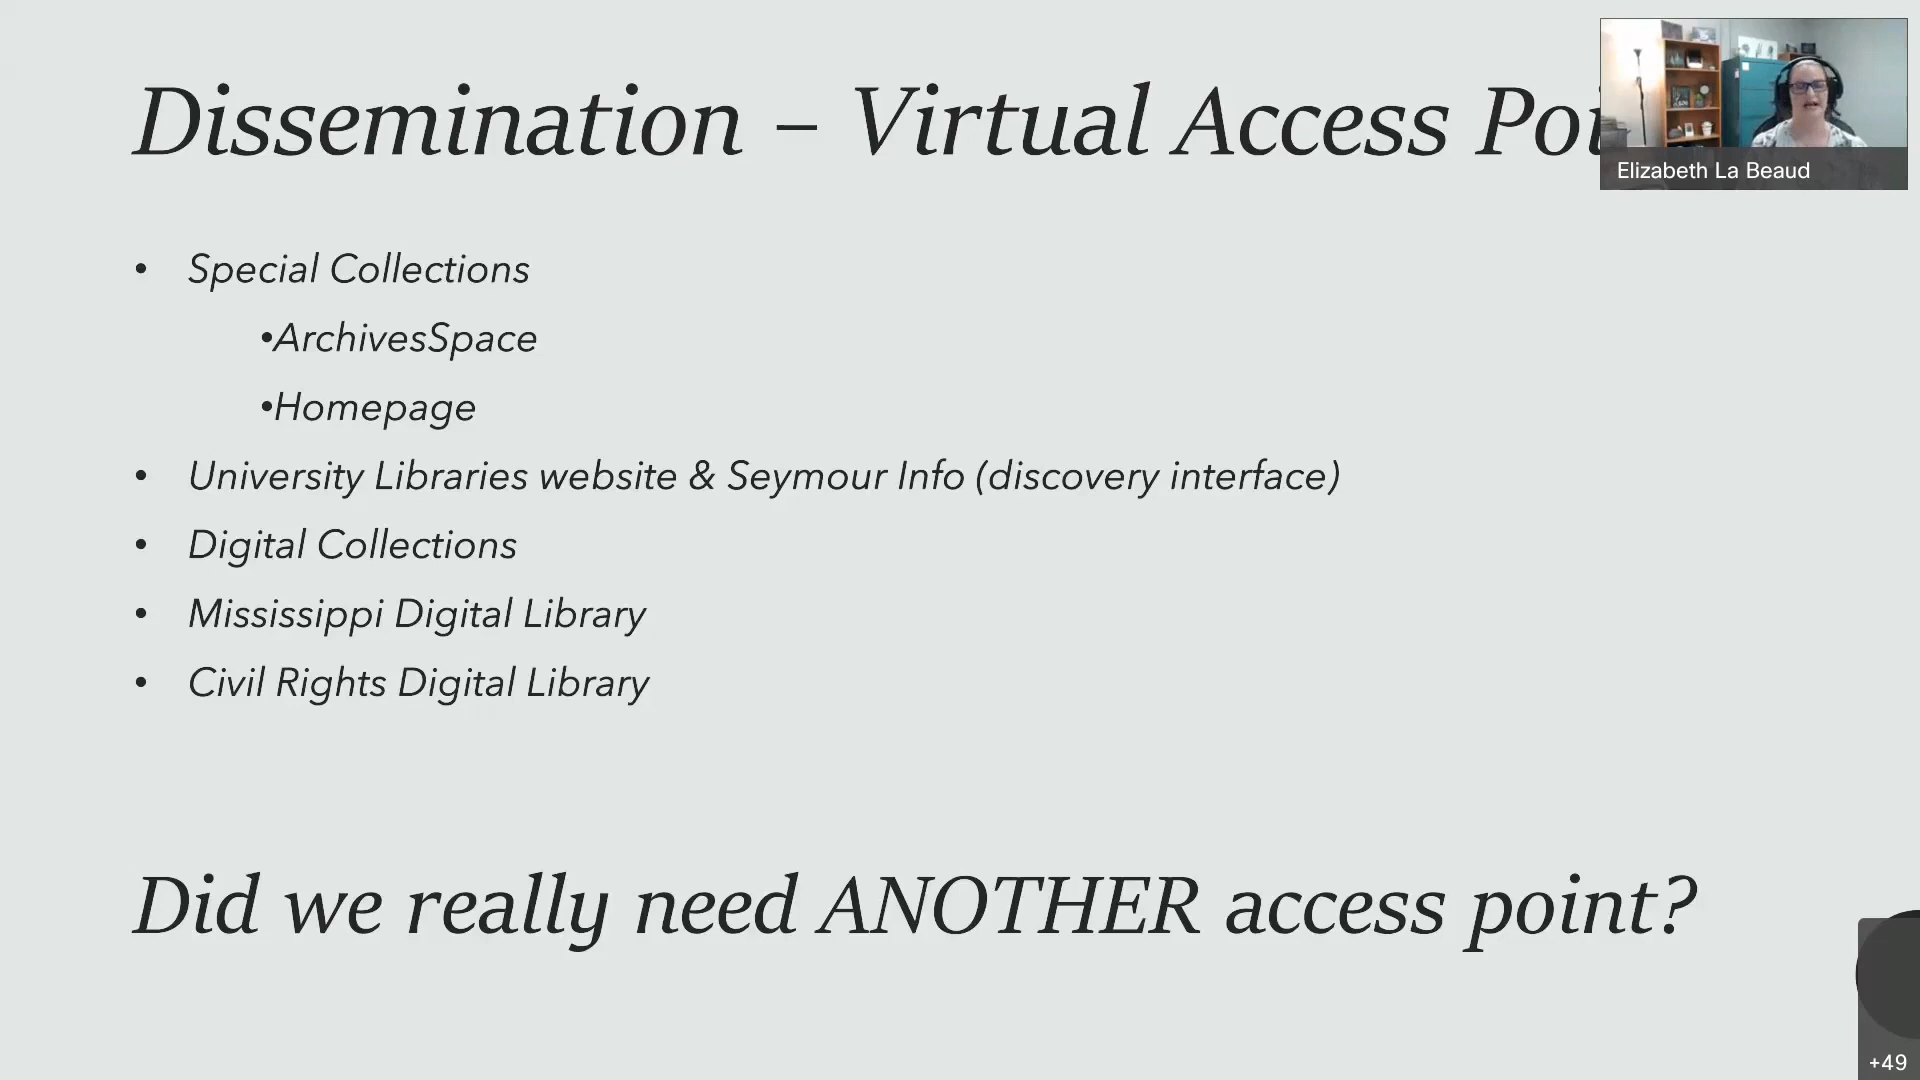 Dissemination – Virtual Access Poi
Elizabeth La Beaud
• Special Collections
•ArchivesSpace
•Homepage
• University Libraries website & Seymour Info (discovery interface)
• Digital Collections
• Mississippi Digital Library
• Civil Rights Digital Library
Did we really need ANOTHER access point?
+49